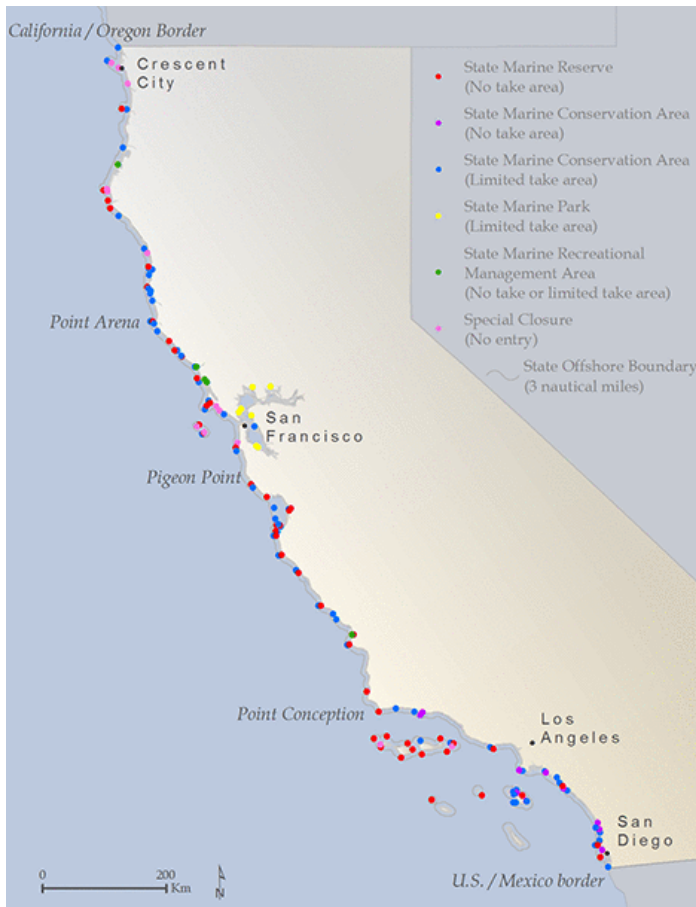 California / Oregon Border
Crescent
City
State Marine Reserve
(No take area)
State Marine Conservation Area
(No take area)
State Marine Conservation Area
(Limited take area)
State Marine Park
(Limited take area)
State Marine Recreational
Management Area
(No take or limited take area)
Special Closure
(No entry)
State Offshore Boundary
(3 nautical miles)
Point Arena
San
Francisco
Pigeon Point
Point Conception
Los
Angeles
San
Diego
U.S. / Mexico border
0 200
Km
N